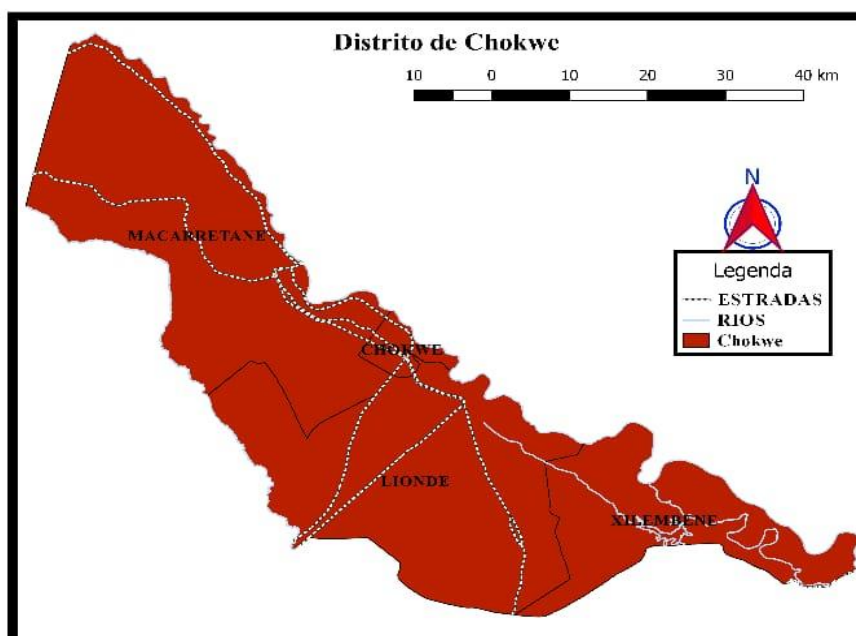 Distrito de Chokwe
10 0 10 20 30 40 km
N
MACARRETANE
Legenda
ESTRADAS
RIOS
Chokwe
CHOKWE
LIONDE
XILEMBENE